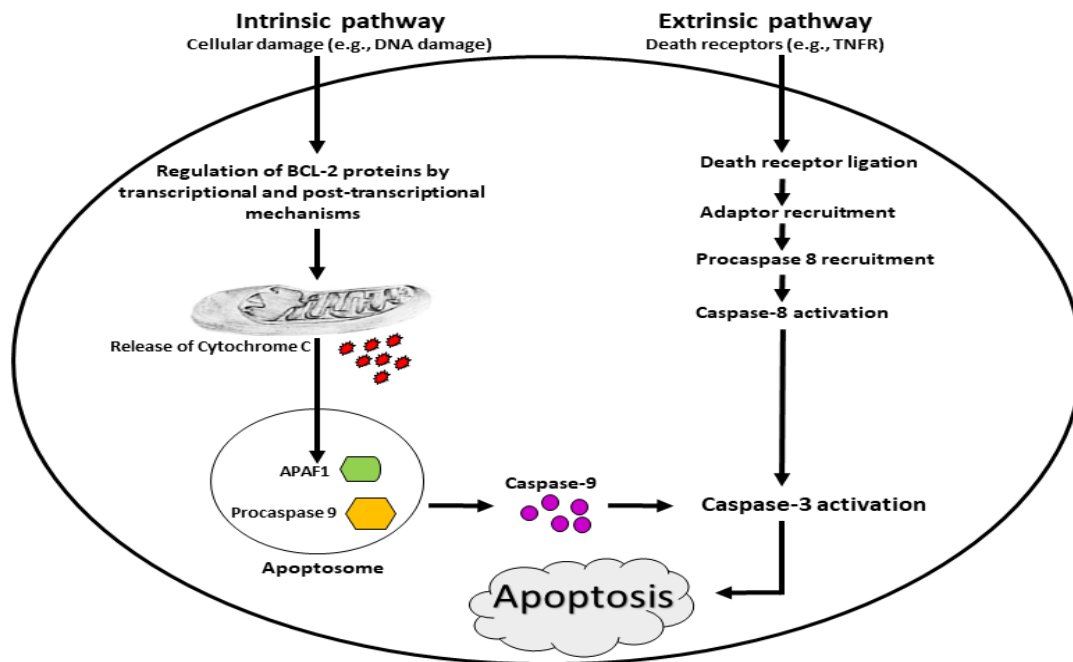 Intrinsic pathway
Cellular damage (e.g., DNA damage)
Regulation of BCL-2 proteins by
transcriptional and post-transcriptional
mechanisms
Release of Cytochrome C
APAF1
Procaspase 9
Apoptosome
Caspase-9
Extrinsic pathway
Death receptors (e.g., TNFR)
Death receptor ligation
Adaptor recruitment
Procaspase 8 recruitment
Caspase-8 activation
Caspase-3 activation
Apoptosis